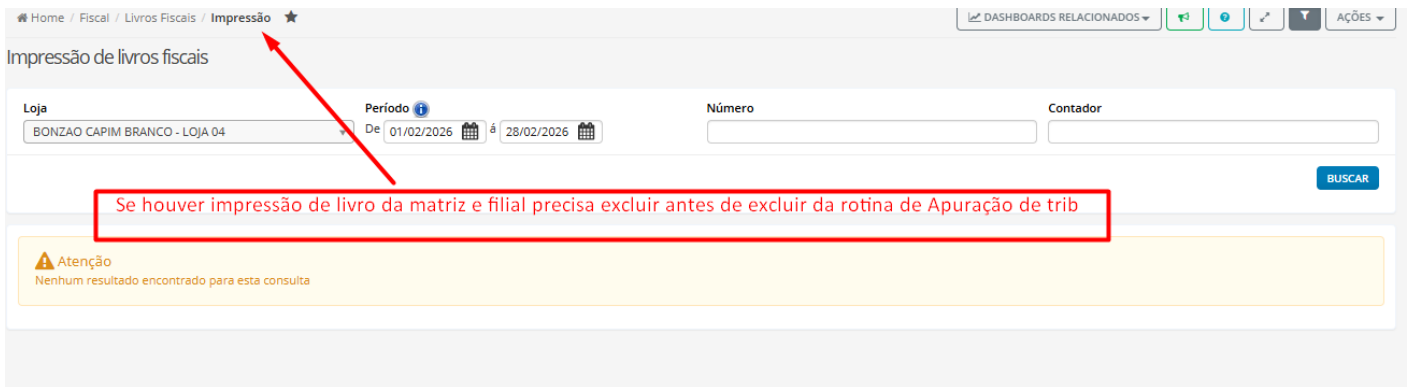 Home / Fiscal / Livros Fiscais / Impressão
DASHBOARDS RELACIONADOS
AÇÕES
Impressão de livros fiscais
Loja
Período
Número
Contador
BONZAO CAPIM BRANCO - LOJA 04
De 01/02/2026 á 28/02/2026
BUSCAR
Se houver impressão de livro da matriz e filial precisa excluir antes de excluir da rotina de Apuração de trib
Atenção
Nenhum resultado encontrado para esta consulta